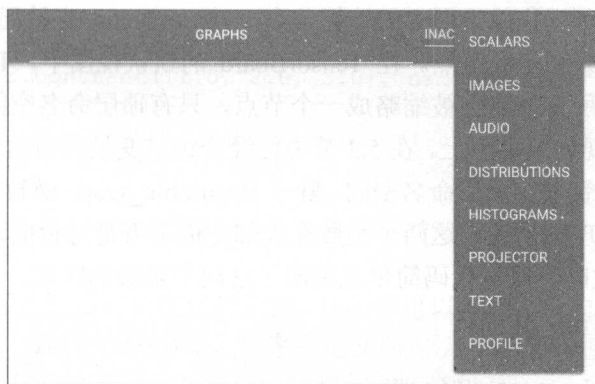 GRAPHS
INAC
SCALARS
IMAGES
AUDIO
DISTRIBUTIONS
HISTOGRAMS
PROJECTOR
TEXT
PROFILE